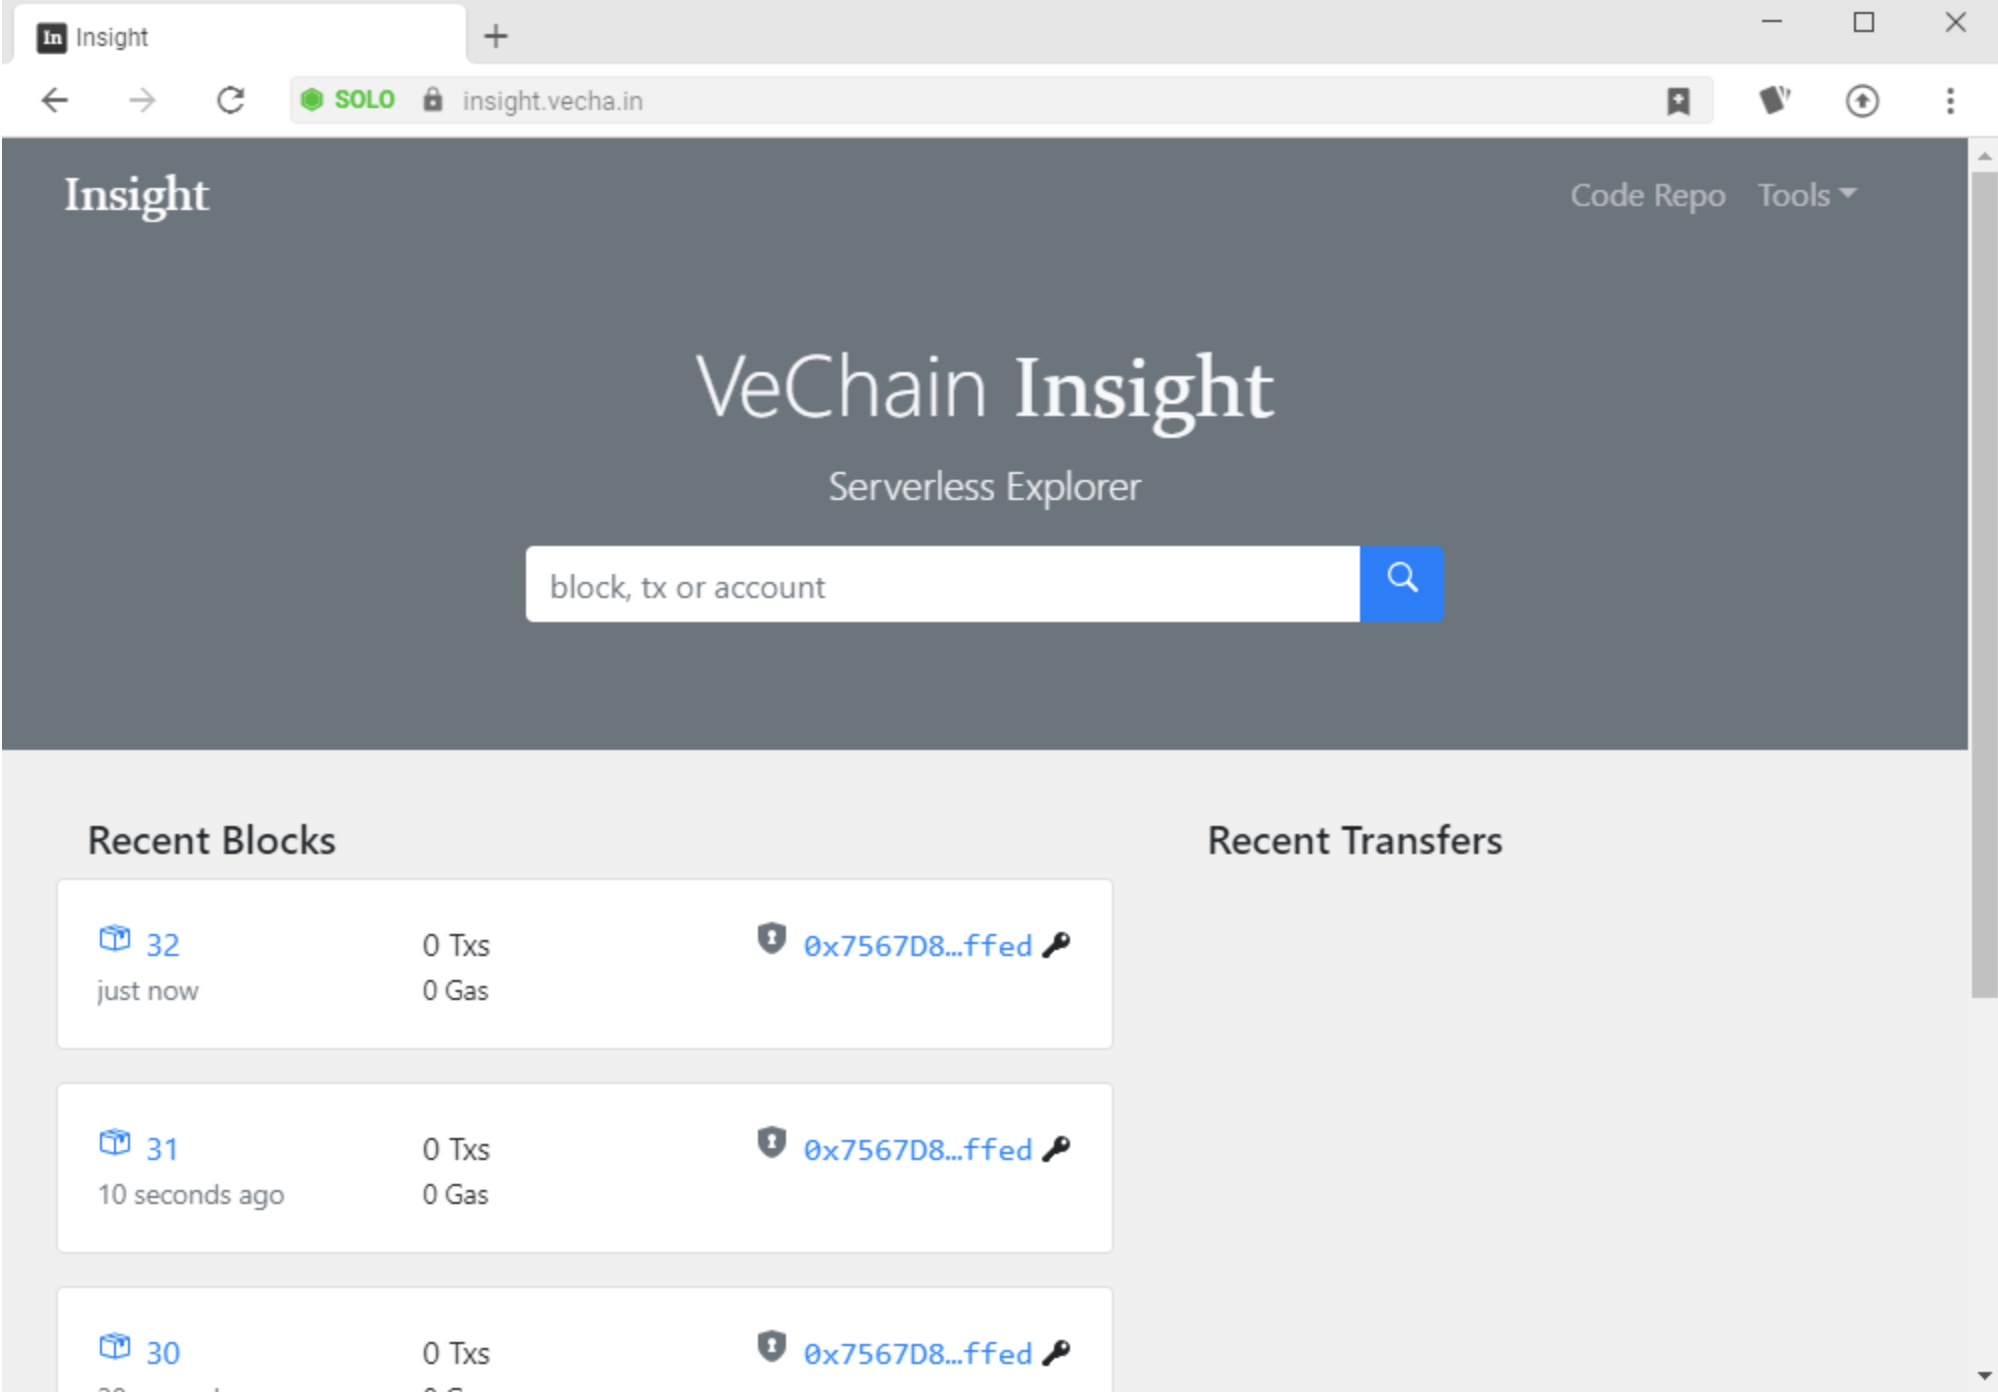 In Insight
SOLO insight.vecha.in
Insight
Code Repo Tools
VeChain Insight
Serverless Explorer
block, tx or account
Recent Blocks
Recent Transfers
32 0 Txs 0x7567D8…ffed
just now 0 Gas
31 0 Txs 0x7567D8…ffed
10 seconds ago 0 Gas
30 0 Txs 0x7567D8…ffed